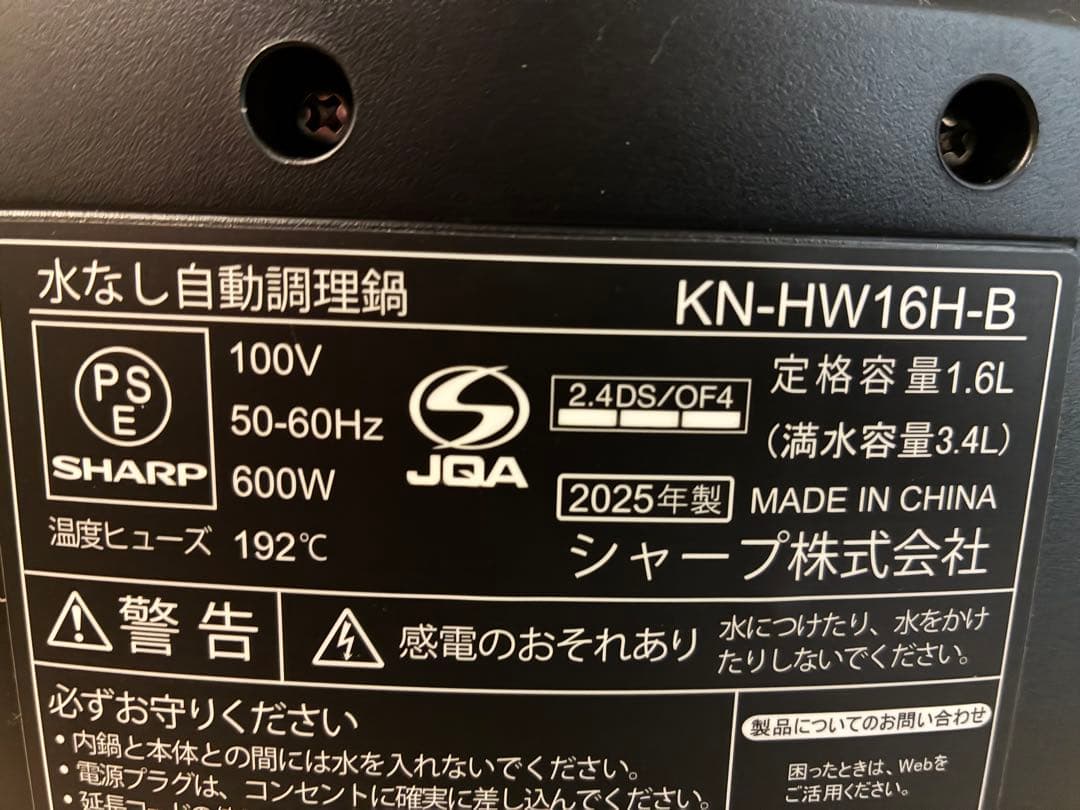 水なし自動調理鍋 KN-HW16H-B
PS
E
SHARP
100V
50-60Hz
600W
温度ヒューズ 192℃
JQA
2.4DS/OF4
定格容量1.6L
(満水容量3.4L)
2025年製 MADE IN CHINA
シャープ株式会社
警告
感電のおそれあり
水につけたり、水をかけ
たりしないでください。
必ずお守りください
・内鍋と本体との間には水を入れないでください。
・電源プラグは、コンセントに確実に差し込んでください。
・延長コードの
製品についてのお問い合わせ
困ったときは、Webを
ご活用ください。